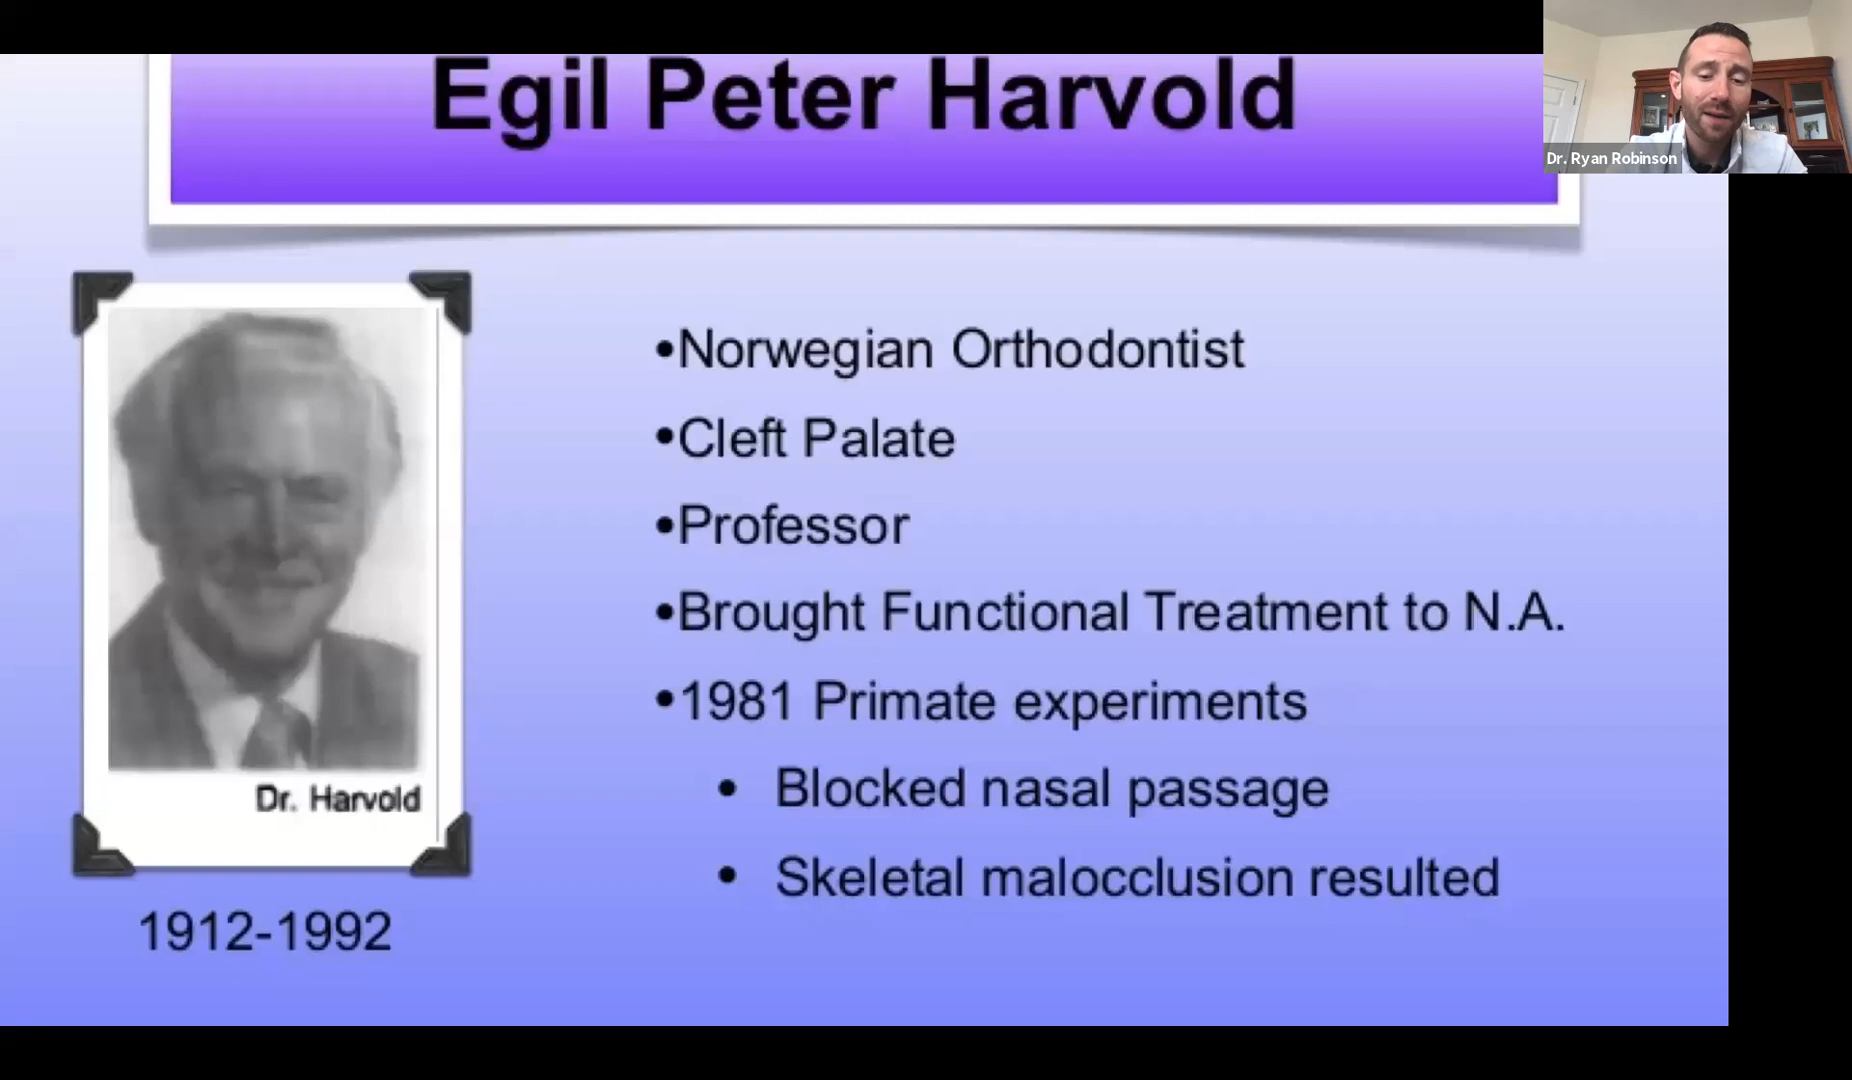 Egil Peter Harvold
Dr. Ryan Robinson
•Norwegian Orthodontist
•Cleft Palate
•Professor
•Brought Functional Treatment to N.A.
•1981 Primate experiments
• Blocked nasal passage
• Skeletal malocclusion resulted
Dr. Harvold
1912-1992